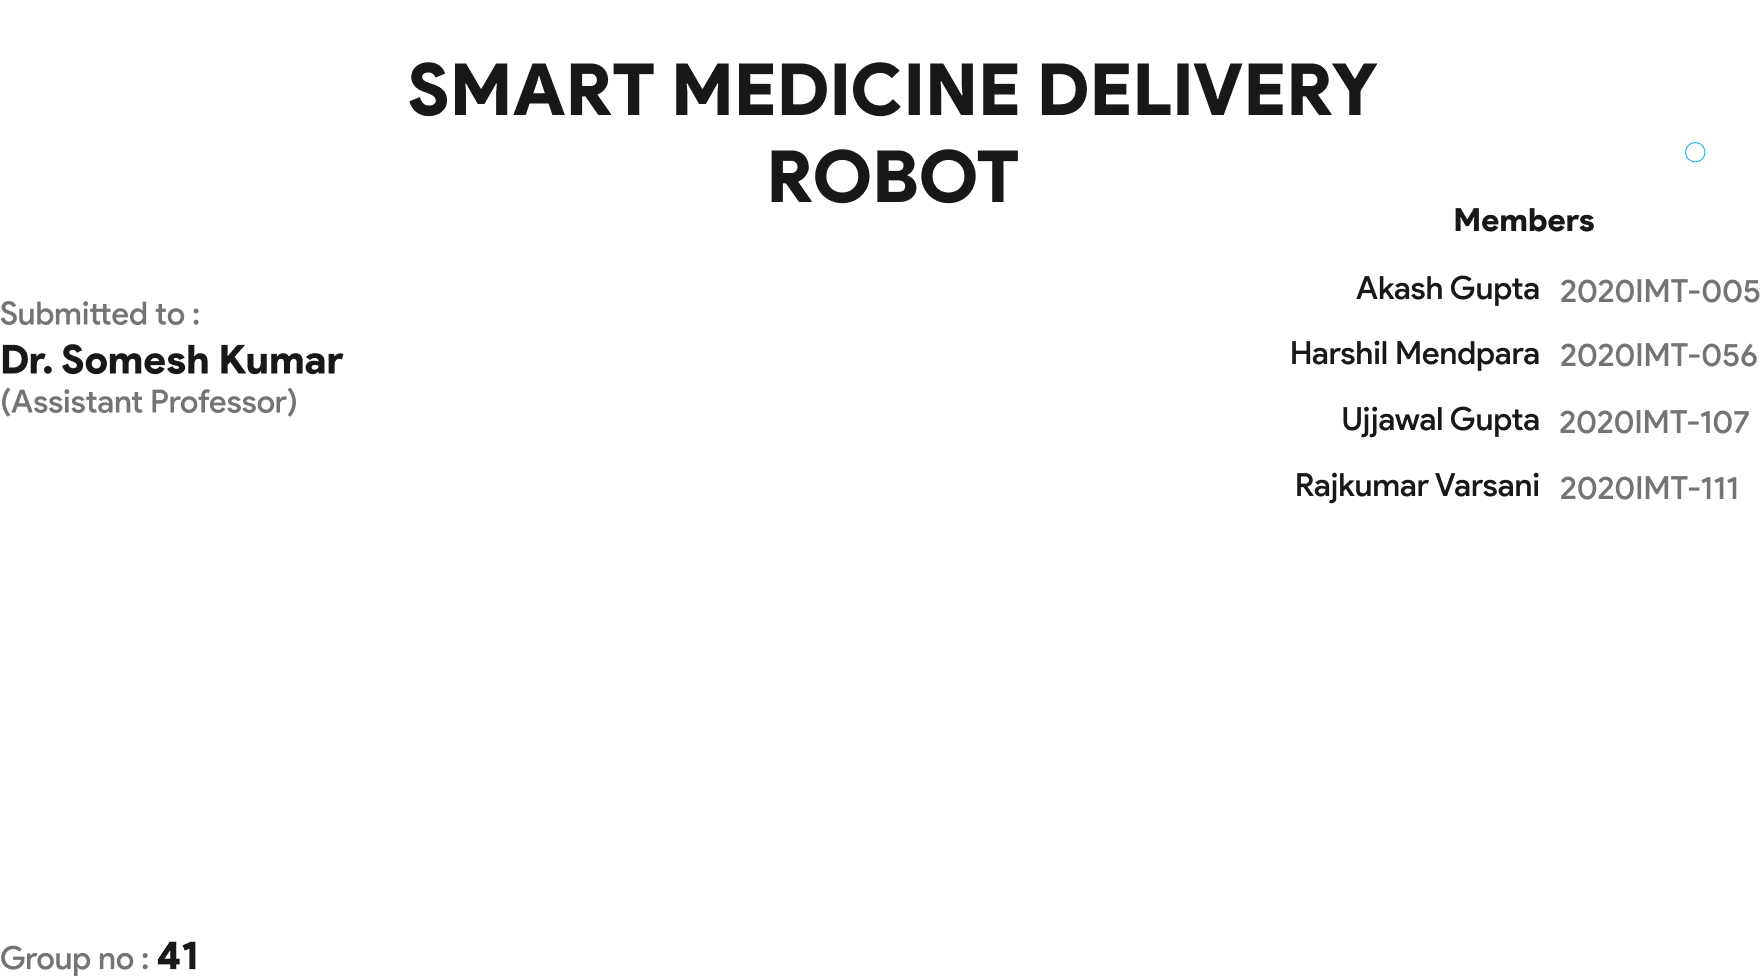 SMART MEDICINE DELIVERY
ROBOT
Submitted to :
Dr. Somesh Kumar
(Assistant Professor)
Members
Akash Gupta 2020IMT-005
Harshil Mendpara 2020IMT-056
Ujjawal Gupta 2020IMT-107
Rajkumar Varsani 2020IMT-111
Group no : 41